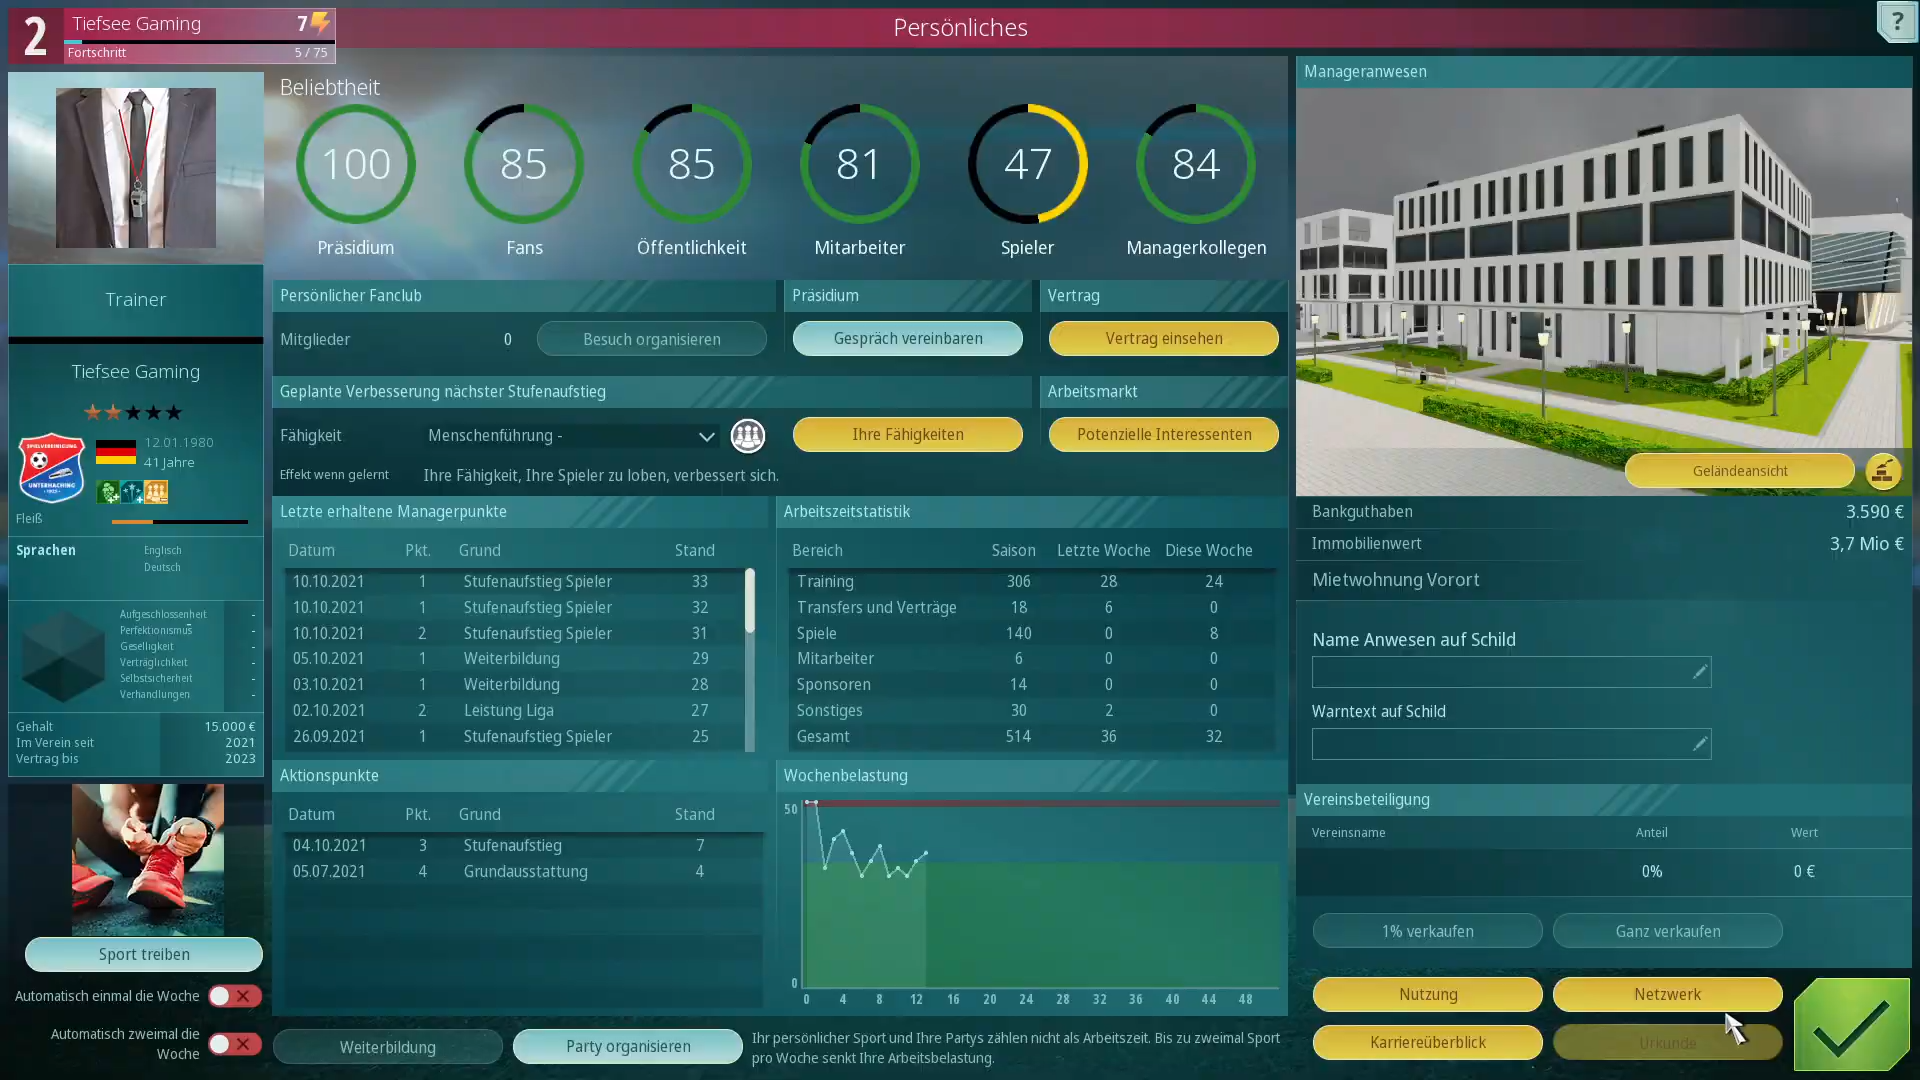 2
Tiefsee Gaming
7
Fortschritt
5 / 75
Persönliches
?
Trainer
Tiefsee Gaming
SPIELVEREINIGUNG
UNTERHACHING
12.01.1980
41 Jahre
Fleiß
Sprachen
Englisch
Deutsch
Aufgeschlossenheit -
Perfektionismus -
Geselligkeit -
Verträglichkeit -
Selbstsicherheit -
Verhandlungen -
Gehalt 15.000 €
Im Verein seit 2021
Vertrag bis 2023
Sport treiben
Automatisch einmal die Woche
Automatisch zweimal die
Woche
Beliebtheit
100 85 85 81 47 84
Präsidium Fans Öffentlichkeit Mitarbeiter Spieler Managerkollegen
Persönlicher Fanclub
Mitglieder 0 Besuch organisieren
Präsidium
Gespräch vereinbaren
Vertrag
Vertrag einsehen
Geplante Verbesserung nächster Stufenaufstieg
Fähigkeit Menschenführung -
Ihre Fähigkeiten
Effekt wenn gelernt Ihre Fähigkeit, Ihre Spieler zu loben, verbessert sich.
Arbeitsmarkt
Potenzielle Interessenten
Letzte erhaltene Managerpunkte
Datum Pkt. Grund Stand
10.10.2021 1 Stufenaufstieg Spieler 33
10.10.2021 1 Stufenaufstieg Spieler 32
10.10.2021 2 Stufenaufstieg Spieler 31
05.10.2021 1 Weiterbildung 29
03.10.2021 1 Weiterbildung 28
02.10.2021 2 Leistung Liga 27
26.09.2021 1 Stufenaufstieg Spieler 25
Arbeitszeitstatistik
Bereich Saison Letzte Woche Diese Woche
Training 306 28 24
Transfers und Verträge 18 6 0
Spiele 140 0 8
Mitarbeiter 6 0 0
Sponsoren 14 0 0
Sonstiges 30 2 0
Gesamt 514 36 32
Aktionspunkte
Datum Pkt. Grund Stand
04.10.2021 3 Stufenaufstieg 7
05.07.2021 4 Grundausstattung 4
Wochenbelastung
50
0
0 4 8 12 16 20 24 28 32 36 40 44 48
Weiterbildung
Party organisieren
Ihr persönlicher Sport und Ihre Partys zählen nicht als Arbeitszeit. Bis zu zweimal Sport
pro Woche senkt Ihre Arbeitsbelastung.
Manageranwesen
Geländeansicht
Bankguthaben 3.590 €
Immobilienwert 3,7 Mio €
Mietwohnung Vorort
Name Anwesen auf Schild
Warntext auf Schild
Vereinsbeteiligung
Vereinsname Anteil Wert
0% 0 €
1% verkaufen
Ganz verkaufen
Nutzung
Netzwerk
Karriereüberblick
Urkunde